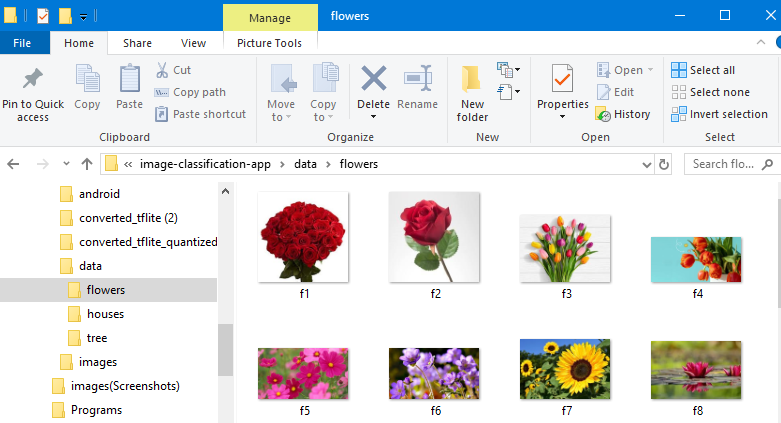 Manage
flowers
File
Home
Share
View
Picture Tools
Pin to Quick
access
Copy
Paste
Cut
Copy path
Paste shortcut
Clipboard
Move
to
Copy
to
Delete
Rename
Organize
New
folder
New
Properties
Open
Edit
History
Open
Select all
Select none
Invert selection
Select
« image-classification-app › data › flowers
Search flo...
android
converted_tflite (2)
converted_tflite_quantized
data
flowers
houses
tree
images
images(Screenshots)
Programs
f1
f2
f3
f4
f5
f6
f7
f8